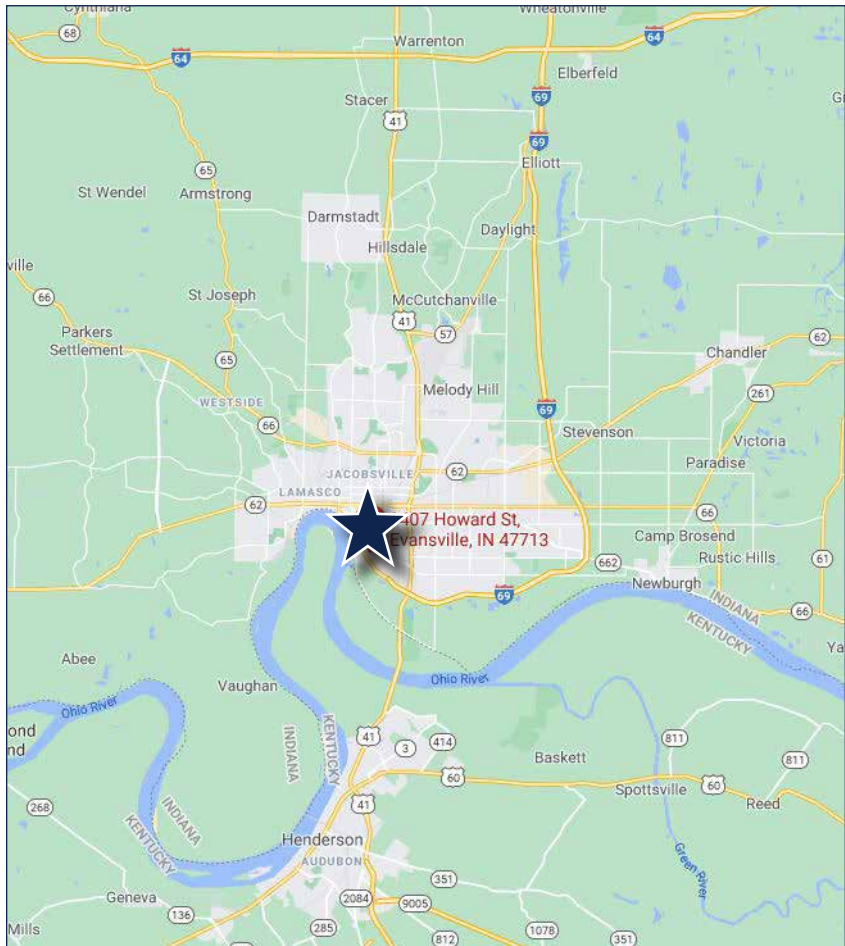 Cynthiana
Wheatonville
68
64
Warrenton
64
Elberfeld
69
Stacer
41
69
Elliott
65
St Wendel
Armstrong
Darmstadt
Daylight
Hillsdale
ville
66
St Joseph
McCutchanville
41
57
Parkers
Settlement
65
62
Chandler
Melody Hill
261
WESTSIDE
69
66
Stevenson
Victoria
JACOBSVILLE
62
Paradise
LAMASCO
62
66
407 Howard St,
Evansville, IN 47713
Camp Brosend
Rustic Hills
662
61
Newburgh
69
INDIANA
KENTUCKY
66
Abee
Ya
Ohio River
Vaughan
Ohio River
ond
nd
INDIANA
KENTUCKY
41
3
414
811
Baskett
811
60
Spottsville
60
Reed
268
41
INDIANA
KENTUCKY
Henderson
AUDUBON
Green River
351
Geneva
2084
9005
136
285
1078
Mills
812
351